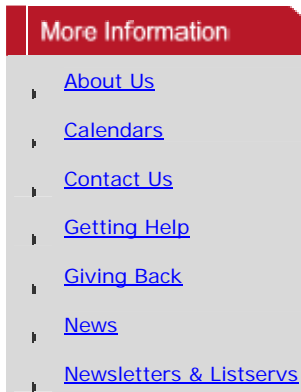 More Information
About Us
Calendars
Contact Us
Getting Help
Giving Back
News
Newsletters & Listservs